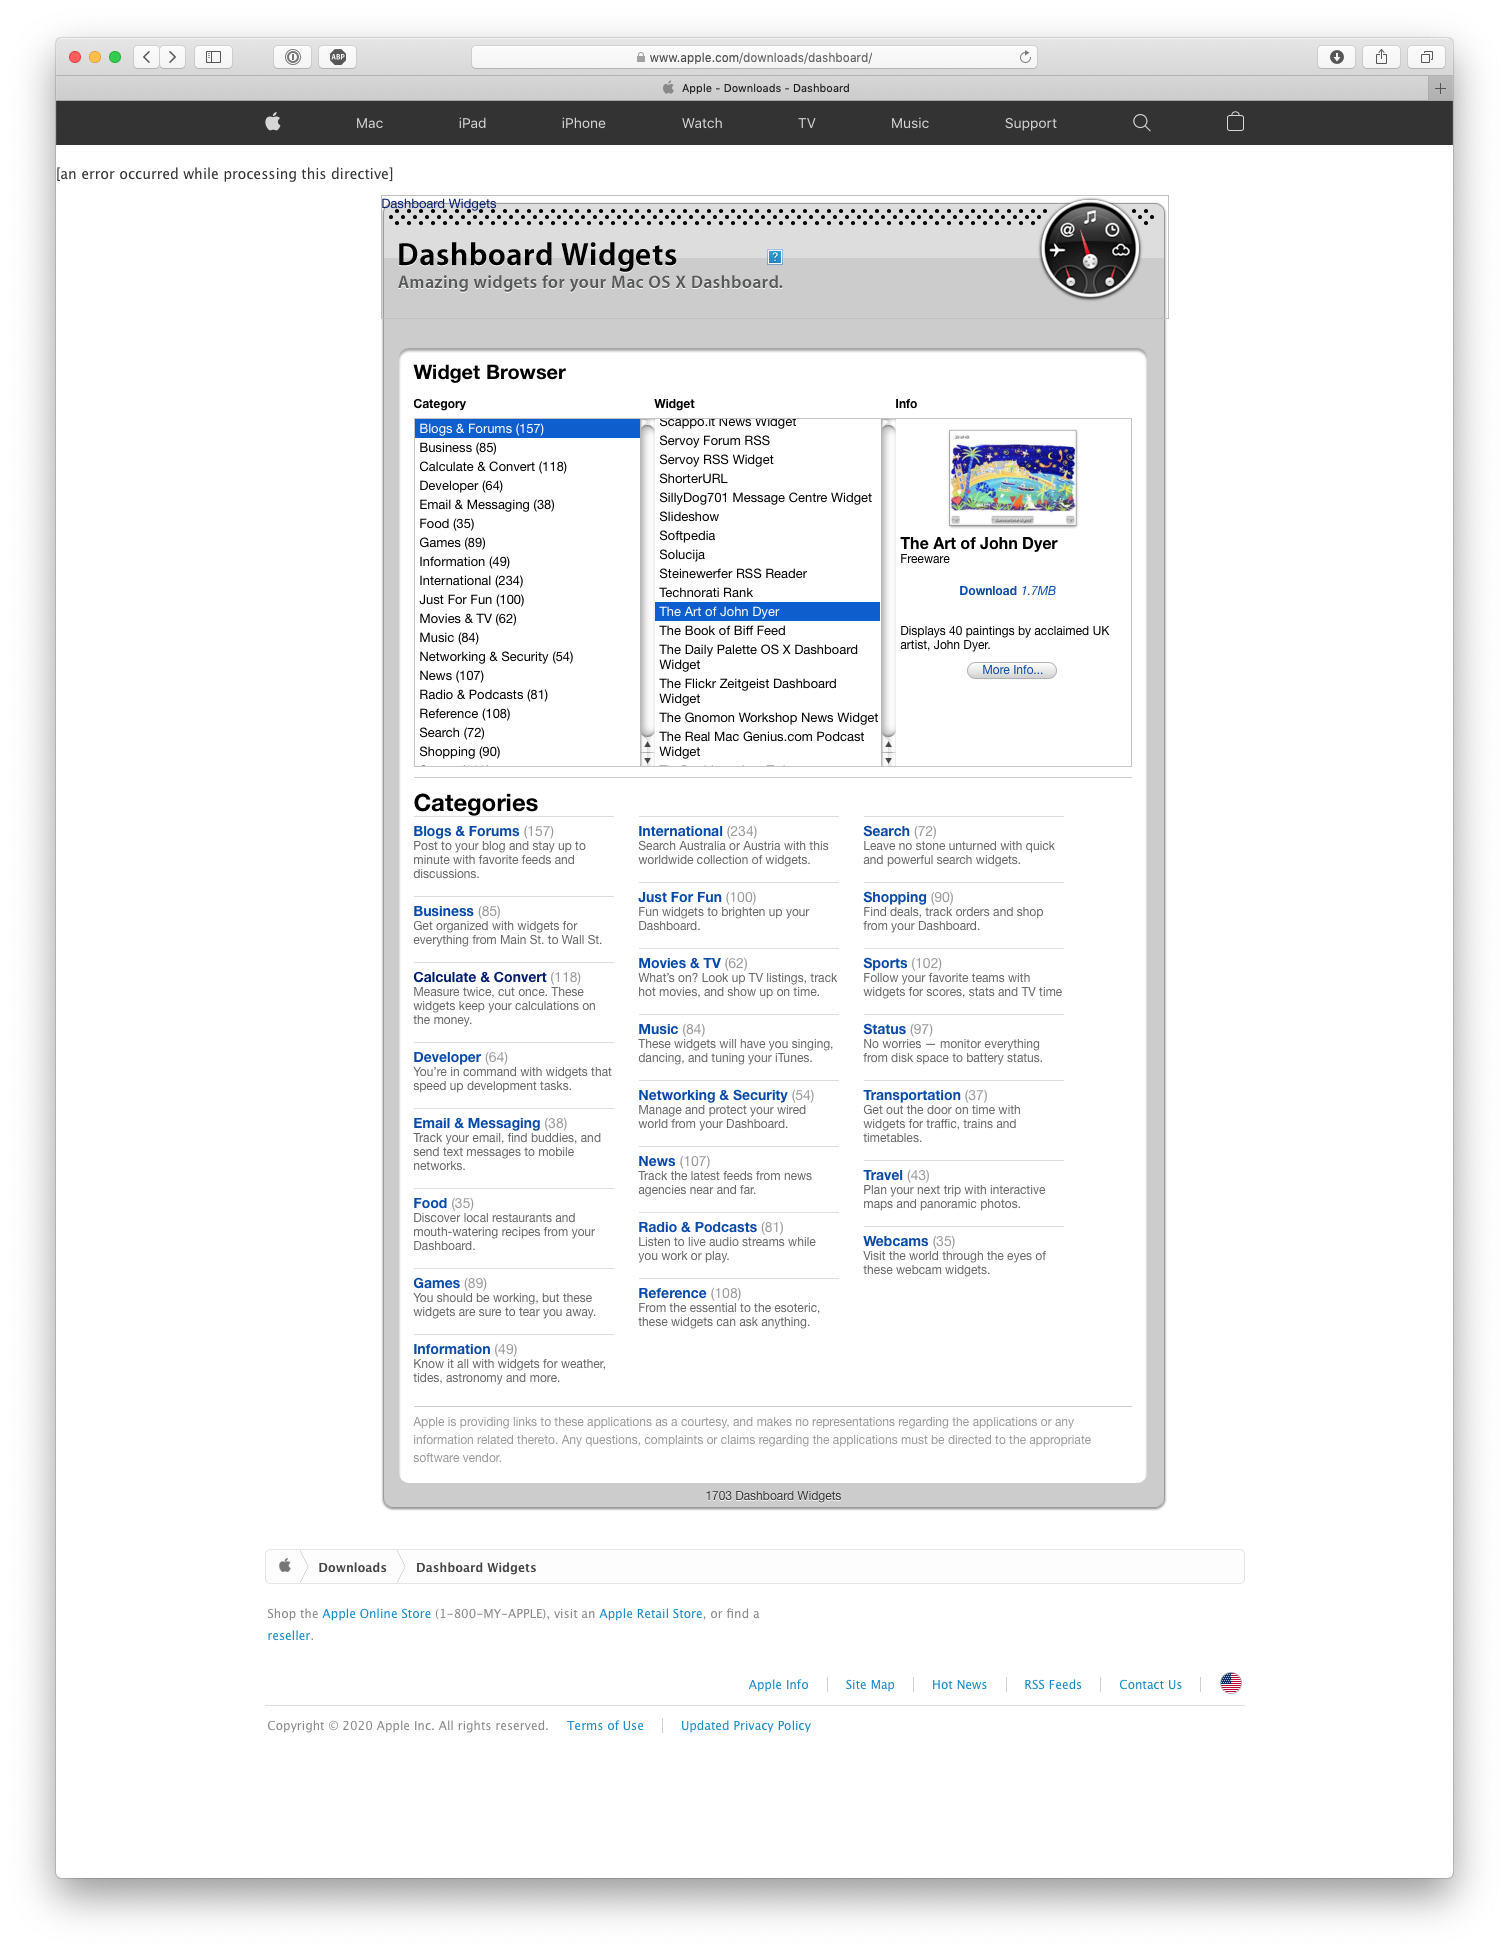 ABP
www.apple.com/downloads/dashboard/
Apple - Downloads - Dashboard
Mac
iPad
iPhone
Watch
TV
Music
Support
[an error occurred while processing this directive]
Dashboard Widgets
Dashboard Widgets
Amazing widgets for your Mac OS X Dashboard.
Widget Browser
Category
Blogs & Forums (157)
Business (85)
Calculate & Convert (118)
Developer (64)
Email & Messaging (38)
Food (35)
Games (89)
Information (49)
International (234)
Just For Fun (100)
Movies & TV (62)
Music (84)
Networking & Security (54)
News (107)
Radio & Podcasts (81)
Reference (108)
Search (72)
Shopping (90)
Widget
Scappo.it News Widget
Servoy Forum RSS
Servoy RSS Widget
ShorterURL
SillyDog701 Message Centre Widget
Slideshow
Softpedia
Solucija
Steinewerfer RSS Reader
Technorati Rank
The Art of John Dyer
The Book of Biff Feed
The Daily Palette OS X Dashboard
Widget
The Flickr Zeitgeist Dashboard
Widget
The Gnomon Workshop News Widget
The Real Mac Genius.com Podcast
Widget
Info
The Art of John Dyer
Freeware
Download 1.7MB
Displays 40 paintings by acclaimed UK
artist, John Dyer.
More Info...
Categories
Blogs & Forums (157)
Post to your blog and stay up to
minute with favorite feeds and
discussions.
Business (85)
Get organized with widgets for
everything from Main St. to Wall St.
Calculate & Convert (118)
Measure twice, cut once. These
widgets keep your calculations on
the money.
Developer (64)
You're in command with widgets that
speed up development tasks.
Email & Messaging (38)
Track your email, find buddies, and
send text messages to mobile
networks.
Food (35)
Discover local restaurants and
mouth-watering recipes from your
Dashboard.
Games (89)
You should be working, but these
widgets are sure to tear you away.
Information (49)
Know it all with widgets for weather,
tides, astronomy and more.
International (234)
Search Australia or Austria with this
worldwide collection of widgets.
Just For Fun (100)
Fun widgets to brighten up your
Dashboard.
Movies & TV (62)
What's on? Look up TV listings, track
hot movies, and show up on time.
Music (84)
These widgets will have you singing,
dancing, and tuning your iTunes.
Networking & Security (54)
Manage and protect your wired
world from your Dashboard.
News (107)
Track the latest feeds from news
agencies near and far.
Radio & Podcasts (81)
Listen to live audio streams while
you work or play.
Reference (108)
From the essential to the esoteric,
these widgets can ask anything.
Search (72)
Leave no stone unturned with quick
and powerful search widgets.
Shopping (90)
Find deals, track orders and shop
from your Dashboard.
Sports (102)
Follow your favorite teams with
widgets for scores, stats and TV time
Status (97)
No worries — monitor everything
from disk space to battery status.
Transportation (37)
Get out the door on time with
widgets for traffic, trains and
timetables.
Travel (43)
Plan your next trip with interactive
maps and panoramic photos.
Webcams (35)
Visit the world through the eyes of
these webcam widgets.
Apple is providing links to these applications as a courtesy, and makes no representations regarding the applications or any
information related thereto. Any questions, complaints or claims regarding the applications must be directed to the appropriate
software vendor.
1703 Dashboard Widgets
Downloads
Dashboard Widgets
Shop the Apple Online Store (1-800-MY-APPLE), visit an Apple Retail Store, or find a
reseller.
Apple Info
Site Map
Hot News
RSS Feeds
Contact Us
Copyright © 2020 Apple Inc. All rights reserved.
Terms of Use
Updated Privacy Policy